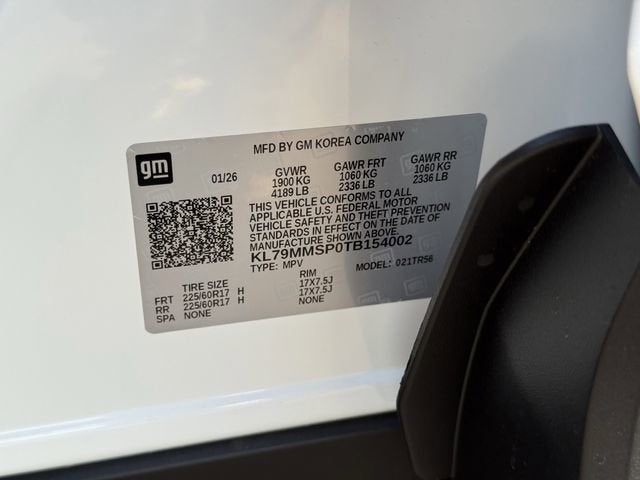 MFD BY GM KOREA COMPANY
gm
01/26 GVWR GAWR FRT GAWR RR
1900 KG 1060 KG 1060 KG
4189 LB 2336 LB 2336 LB
THIS VEHICLE CONFORMS TO ALL
APPLICABLE U.S. FEDERAL MOTOR
VEHICLE SAFETY AND THEFT PREVENTION
STANDARDS IN EFFECT ON THE DATE OF
MANUFACTURE SHOWN ABOVE.
KL79MMSP0TB154002
TYPE: MPV MODEL: 021TR56
TIRE SIZE RIM
FRT 225/60R17 H 17X7.5J
RR 225/60R17 H 17X7.5J
SPA NONE NONE